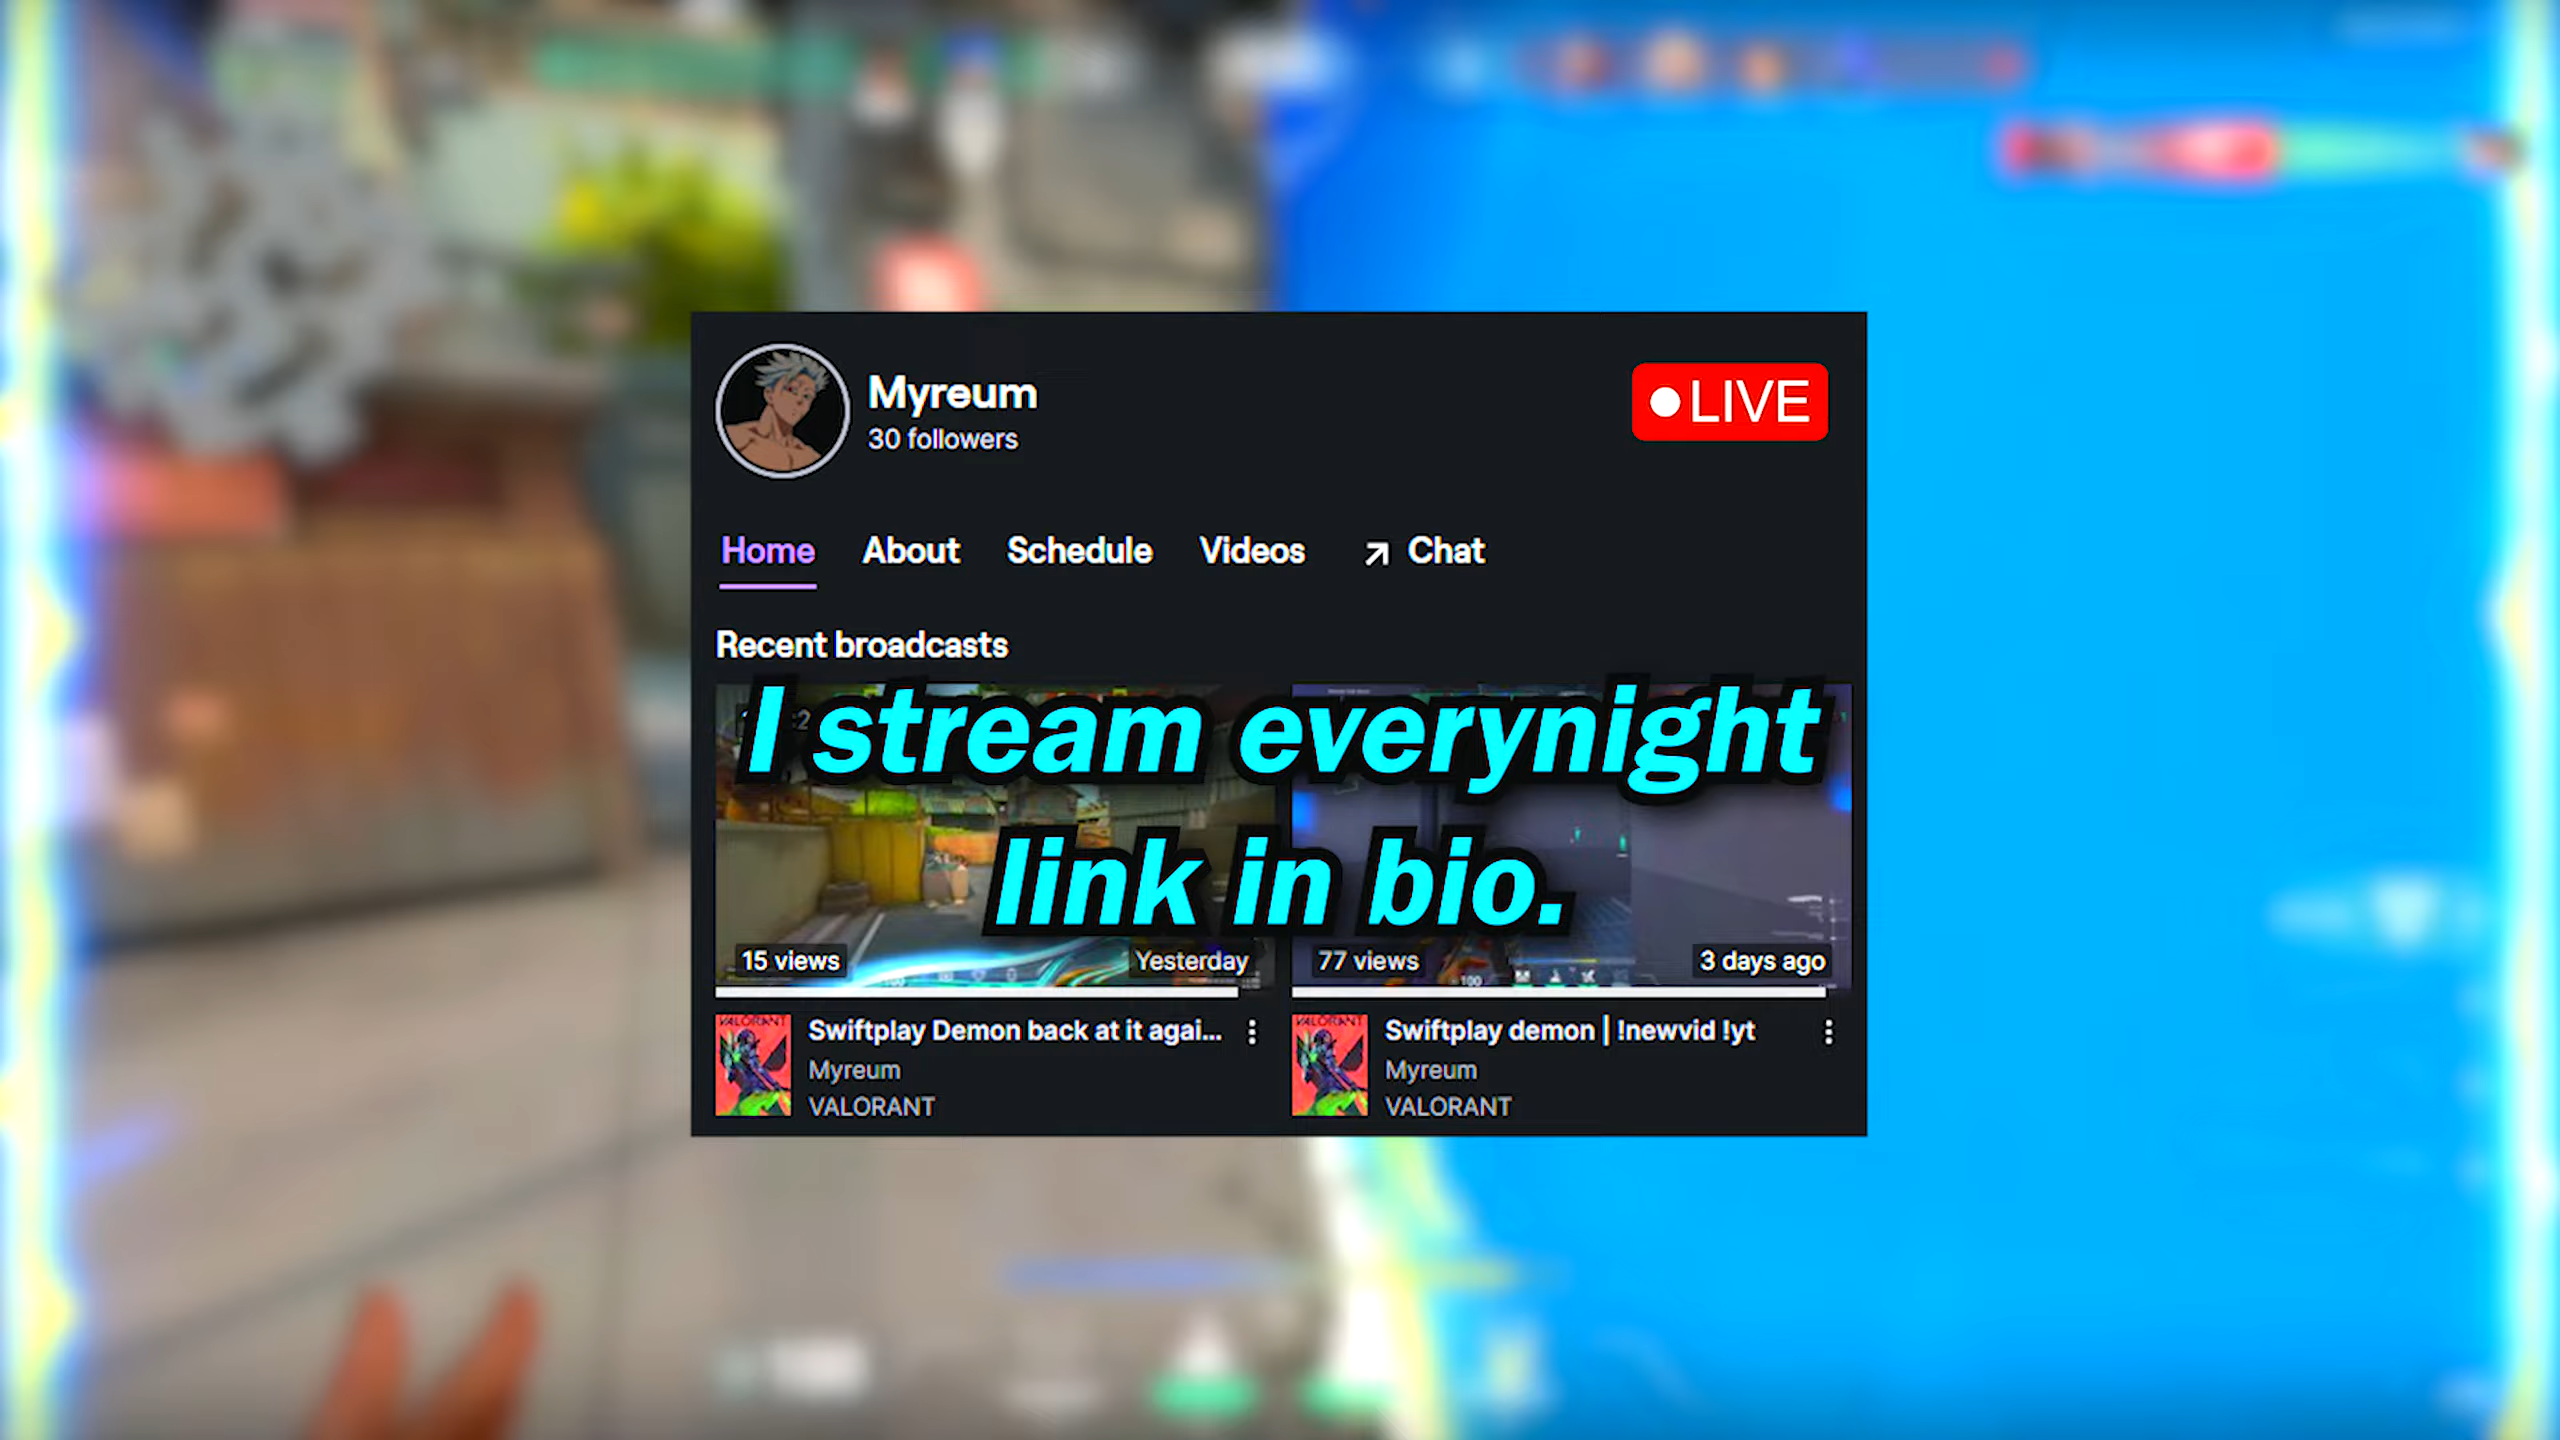 Myreum
30 followers
LIVE
Home About Schedule Videos Chat
Recent broadcasts
I stream everynight
link in bio.
15 views Yesterday
77 views 3 days ago
VALORANT
Swiftplay Demon back at it agai...
Myreum
VALORANT
VALORANT
Swiftplay demon | !newvid !yt
Myreum
VALORANT